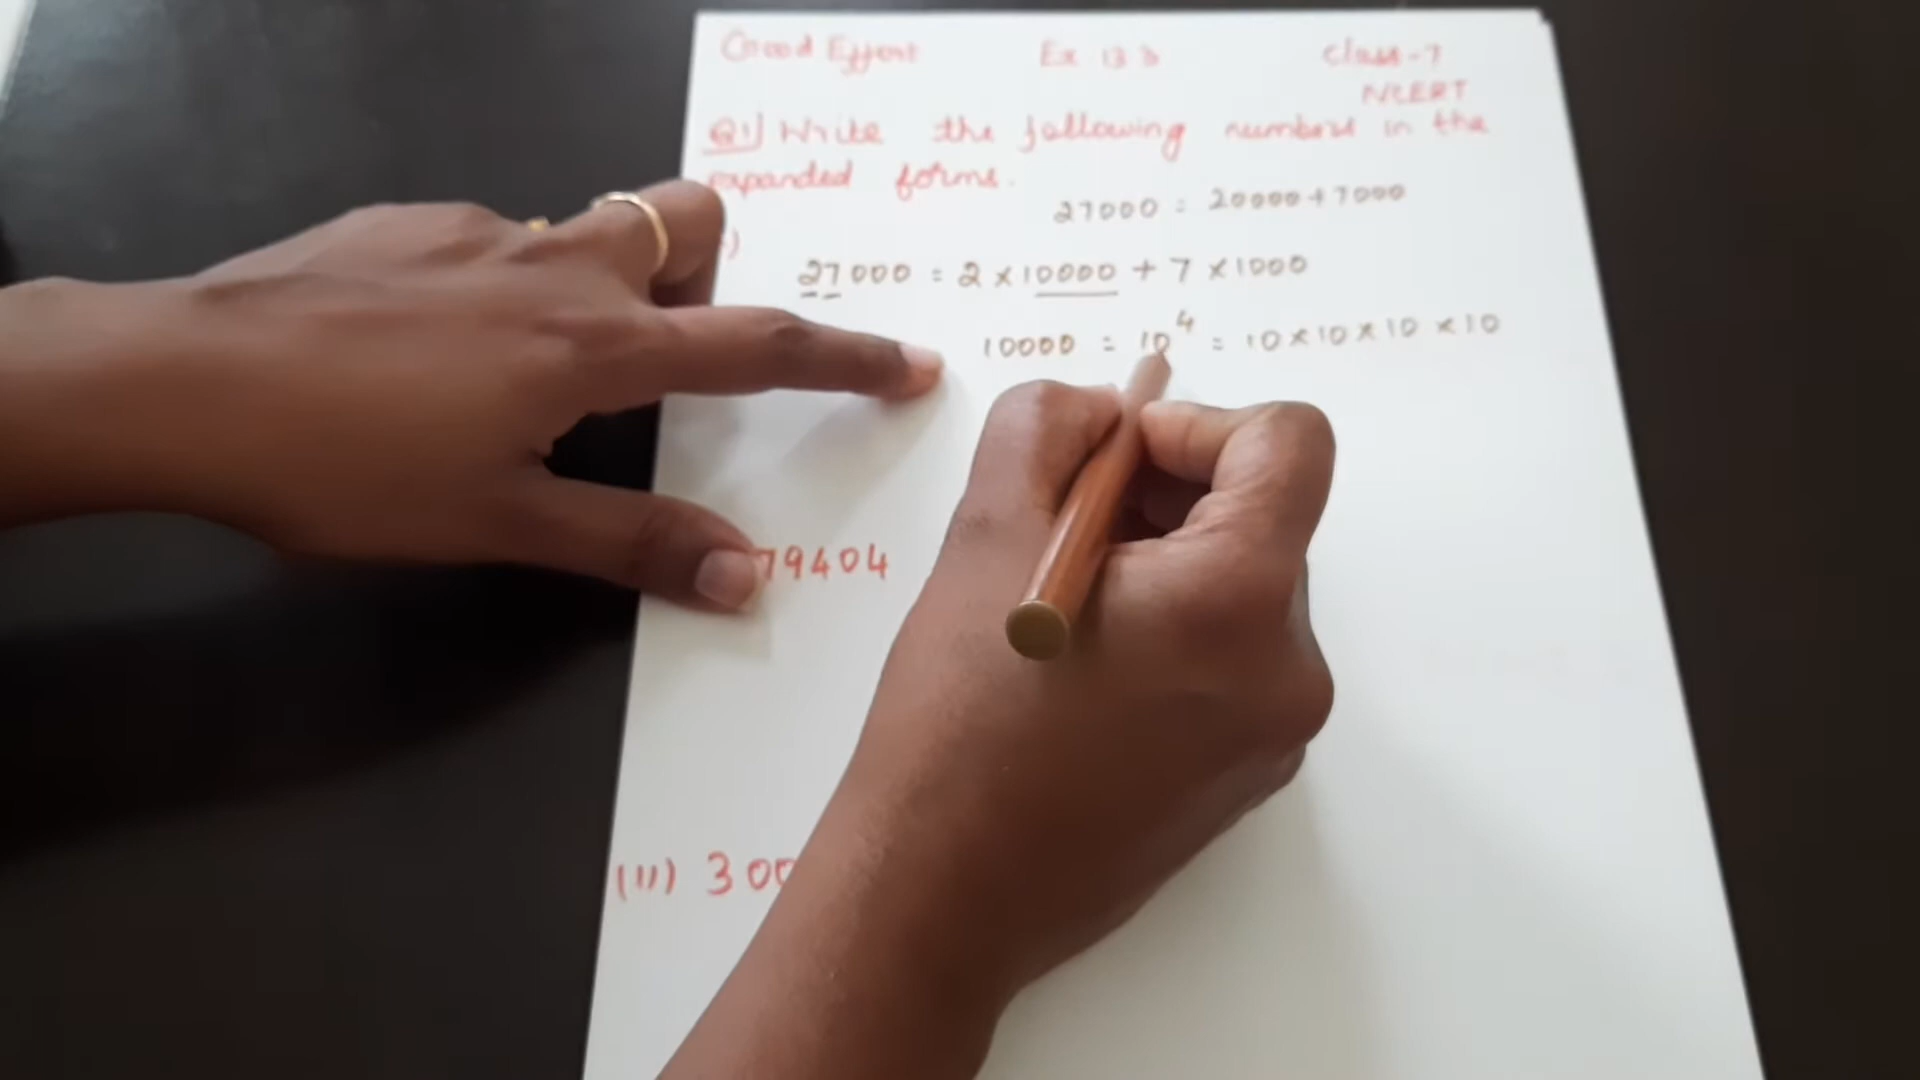 Good Effort Ex 13 3 Class-7
NCERT
Q1) Write the following numbers in the
expanded forms.
27000 = 20000+7000
27000 = 2 ×10000 + 7 ×1000
10000 = 10⁴ = 10×10×10×10
79404
(11) 300